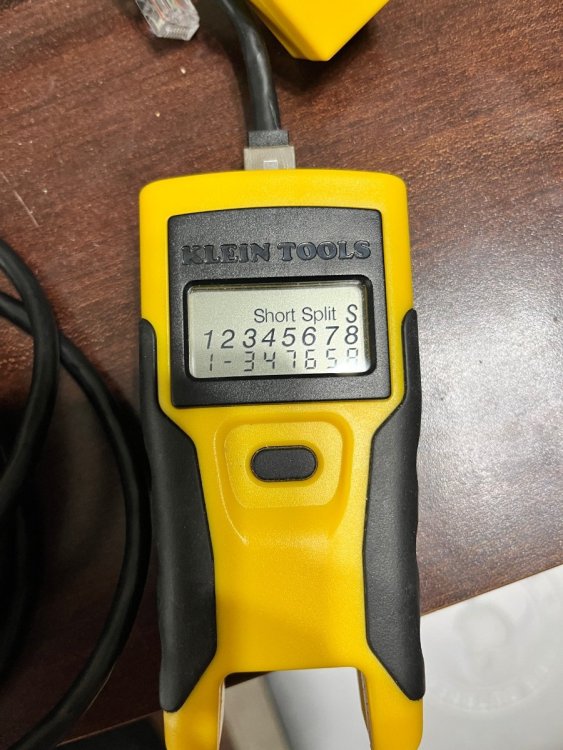 KLEIN TOOLS
Short Split S
12345678
1-347658